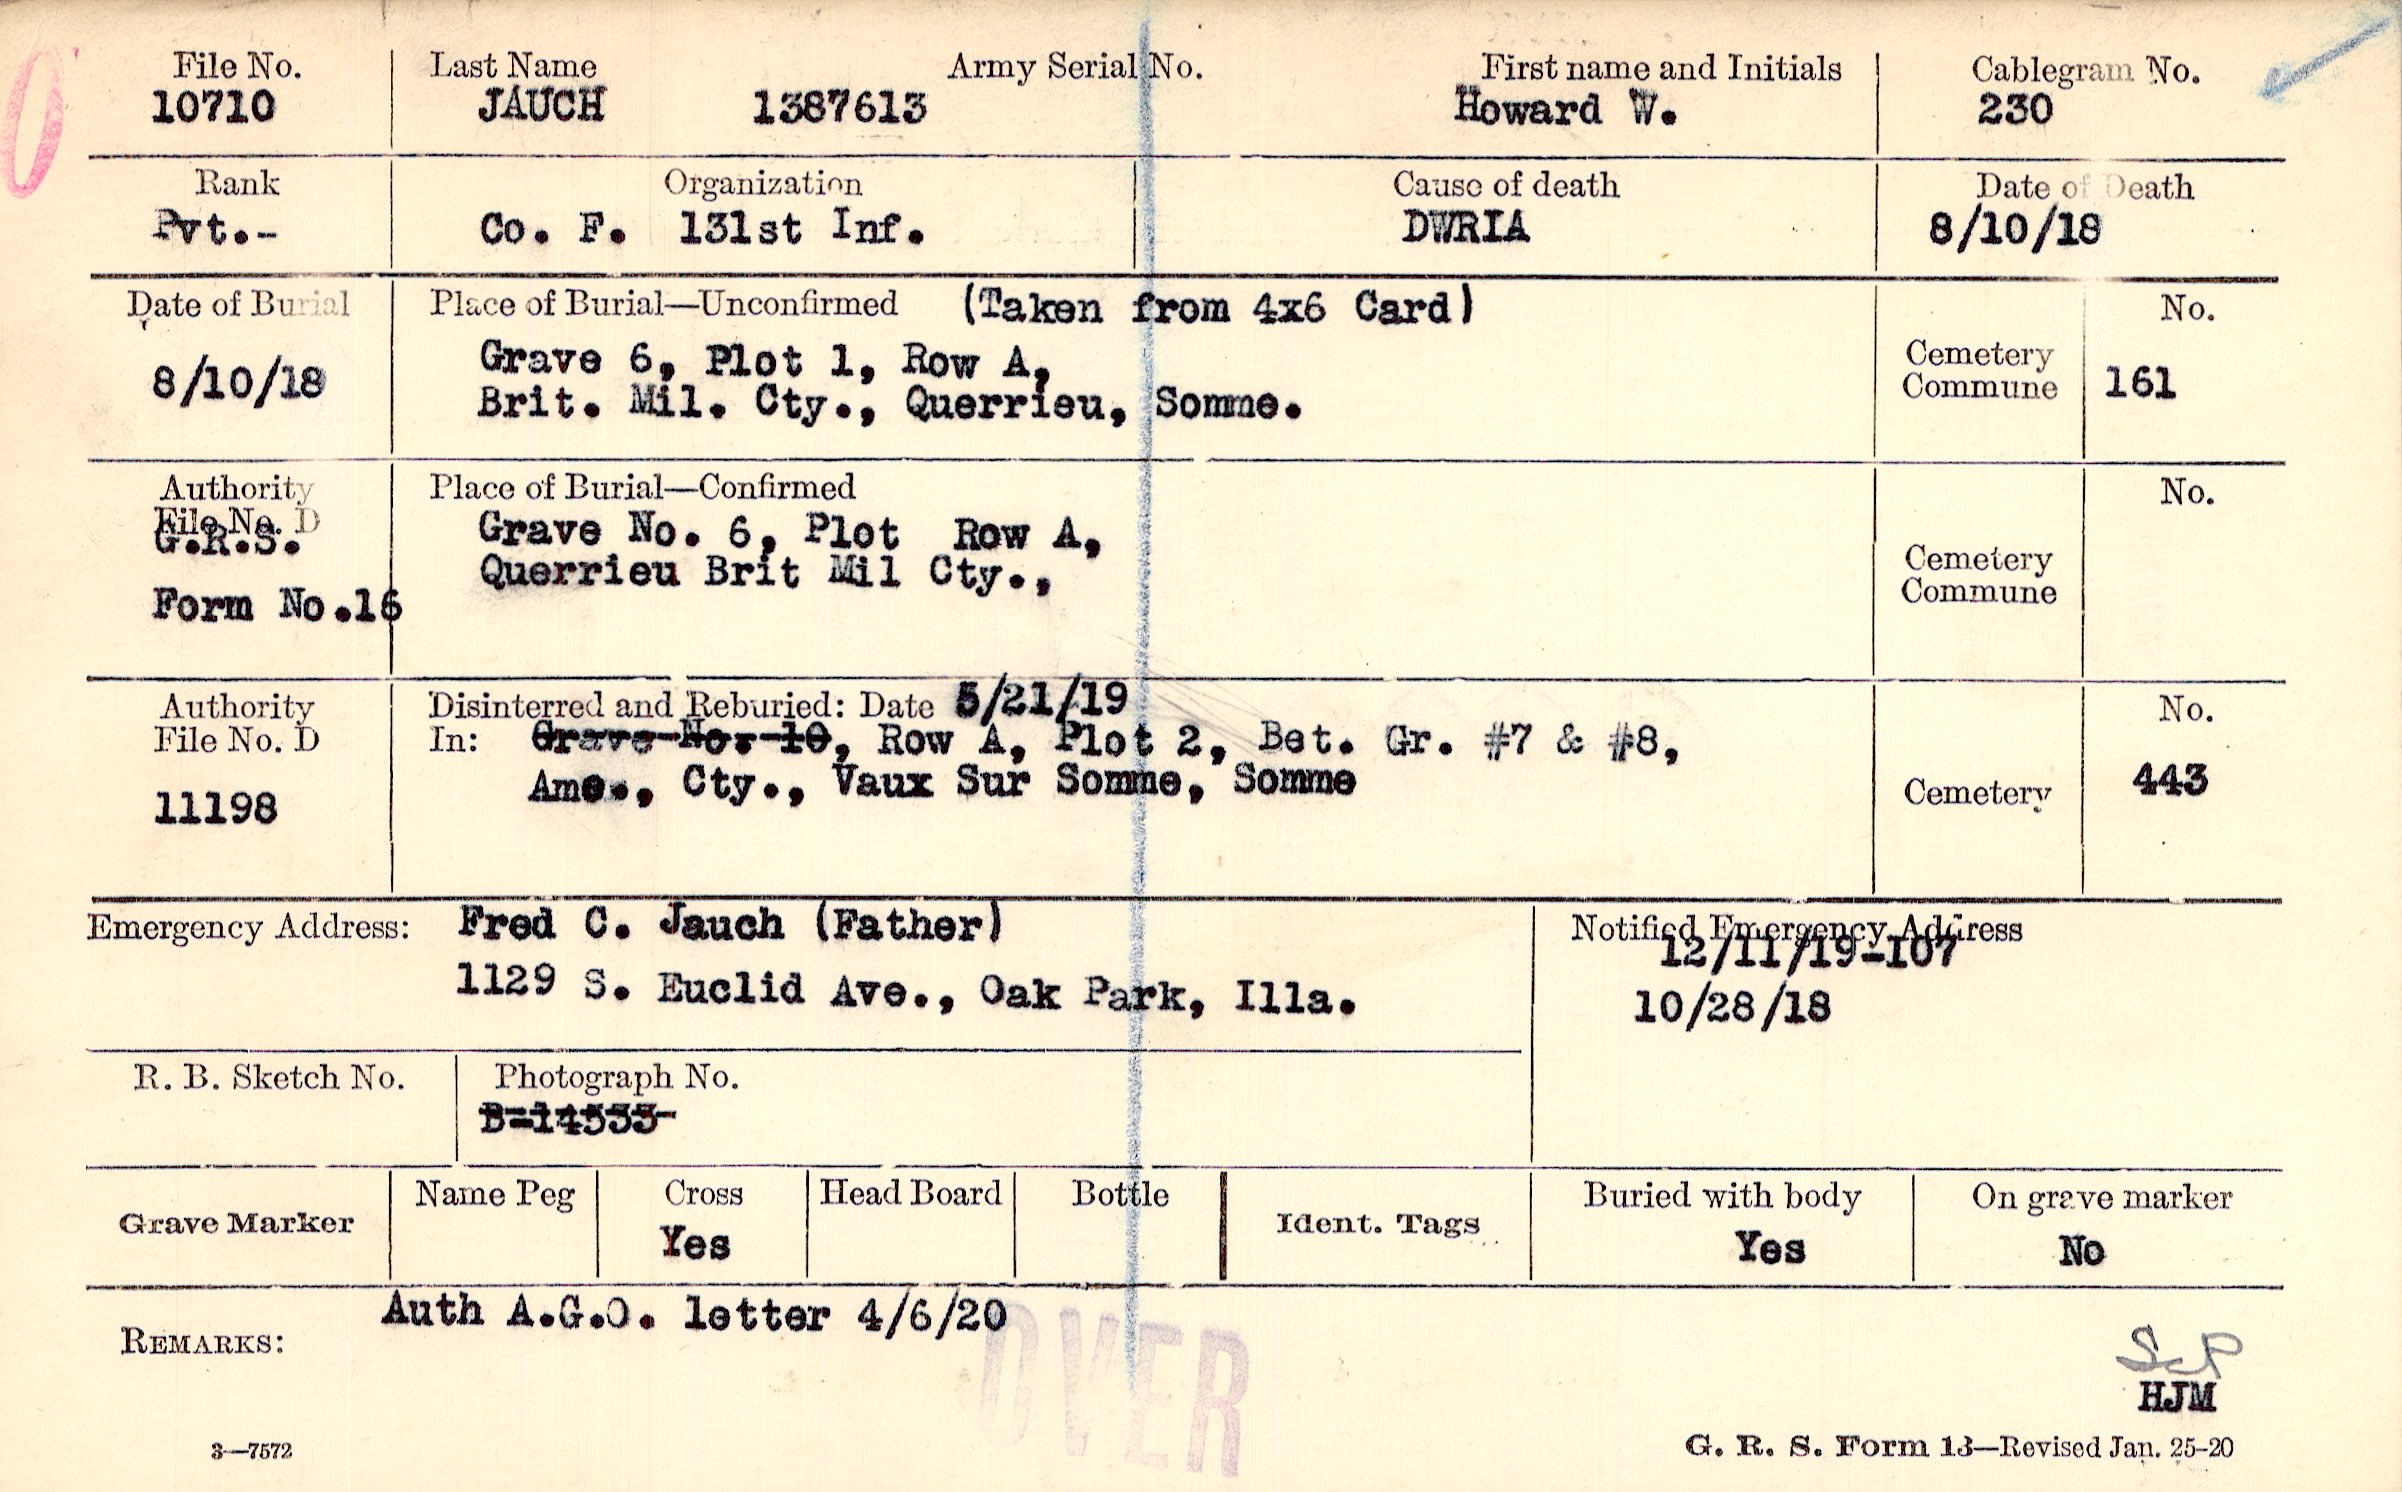 File No. Last Name Army Serial No. First name and Initials Cablegram No.
10710 JAUCH 1387613 Howard W. 230
Rank Organization Cause of death Date of Death
Pvt.- Co. F. 131st Inf. DWRIA 8/10/18
Date of Burial Place of Burial—Unconfirmed (Taken from 4x6 Card) No.
8/10/18 Grave 6, Plot 1, Row A, Cemetery
Brit. Mil. Cty., Querrieu, Somme. Commune 161
Authority Place of Burial—Confirmed No.
File No. D
G.R.S. Grave No. 6, Plot Row A,
Querrieu Brit Mil Cty., Cemetery
Form No.16 Commune
Authority Disinterred and Reburied: Date 5/21/19 No.
File No. D In: Grave No. 10, Row A, Plot 2, Bet. Gr. #7 & #8,
11198 Ame., Cty., Vaux Sur Somme, Somme Cemetery 443
Emergency Address: Fred C. Jauch (Father) Notified Emergency Address
12/11/19-107
1129 S. Euclid Ave., Oak Park, Illa. 10/28/18
R. B. Sketch No. Photograph No.
B-14533-
Grave Marker Name Peg Cross Head Board Bottle Ident. Tags Buried with body On grave marker
Yes Yes No
Auth A.G.O. letter 4/6/20
REMARKS:
OVER
HJM
3—7572 G. R. S. Form 13—Revised Jan. 25-20